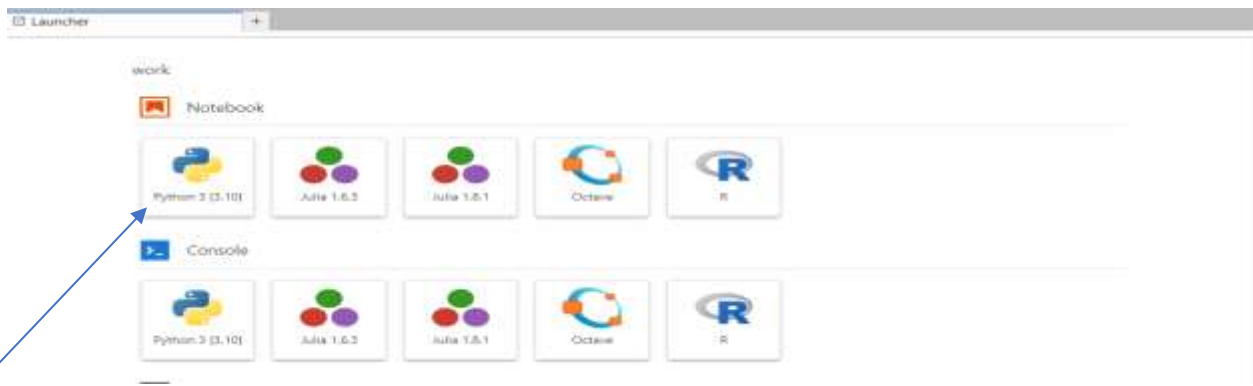 Launcher +
work
Notebook
Python 3 (3.10) Julia 1.6.3 Julia 1.8.1 Octave R
Console
Python 3 (3.10) Julia 1.6.3 Julia 1.8.1 Octave R